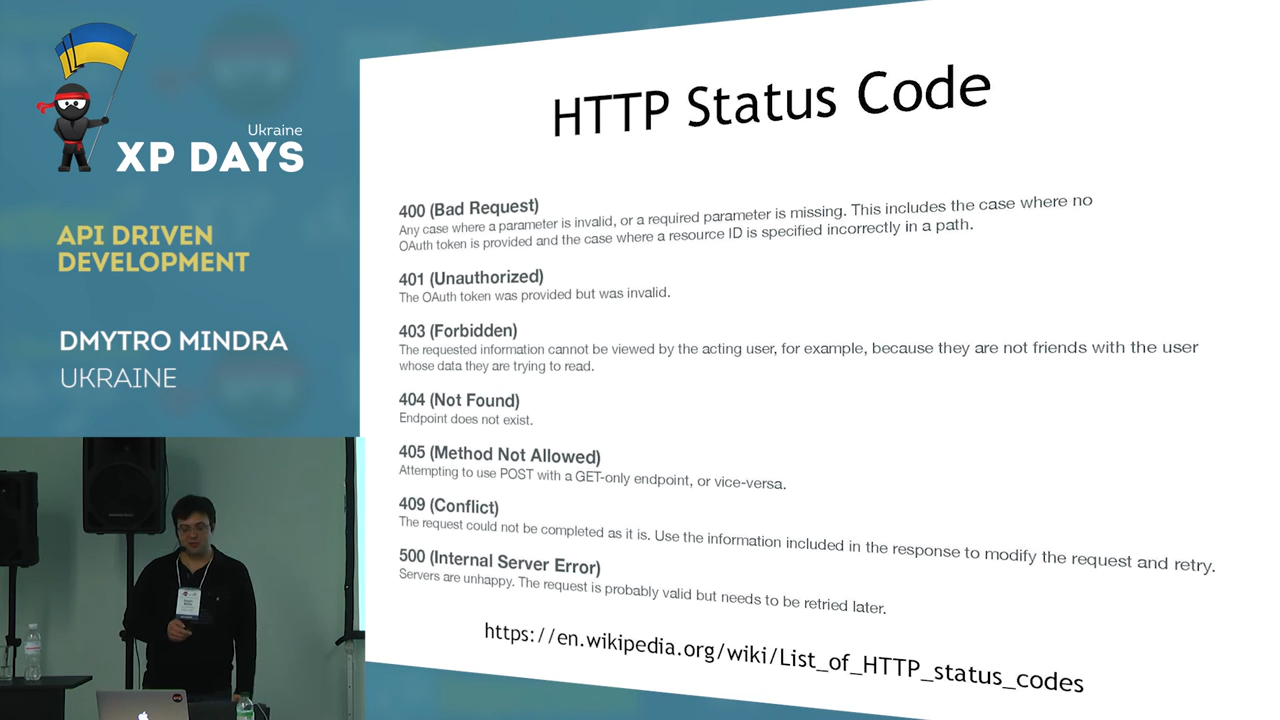 Ukraine
XP DAYS
API DRIVEN
DEVELOPMENT
DMYTRO MINDRA
UKRAINE
HTTP Status Code
400 (Bad Request)
Any case where a parameter is invalid, or a required parameter is missing. This includes the case where no
OAuth token is provided and the case where a resource ID is specified incorrectly in a path.
401 (Unauthorized)
The OAuth token was provided but was invalid.
403 (Forbidden)
The requested information cannot be viewed by the acting user, for example, because they are not friends with the user
whose data they are trying to read.
404 (Not Found)
Endpoint does not exist.
405 (Method Not Allowed)
Attempting to use POST with a GET-only endpoint, or vice-versa.
409 (Conflict)
The request could not be completed as it is. Use the information included in the response to modify the request and retry.
500 (Internal Server Error)
Servers are unhappy. The request is probably valid but needs to be retried later.
https://en.wikipedia.org/wiki/List_of_HTTP_status_codes